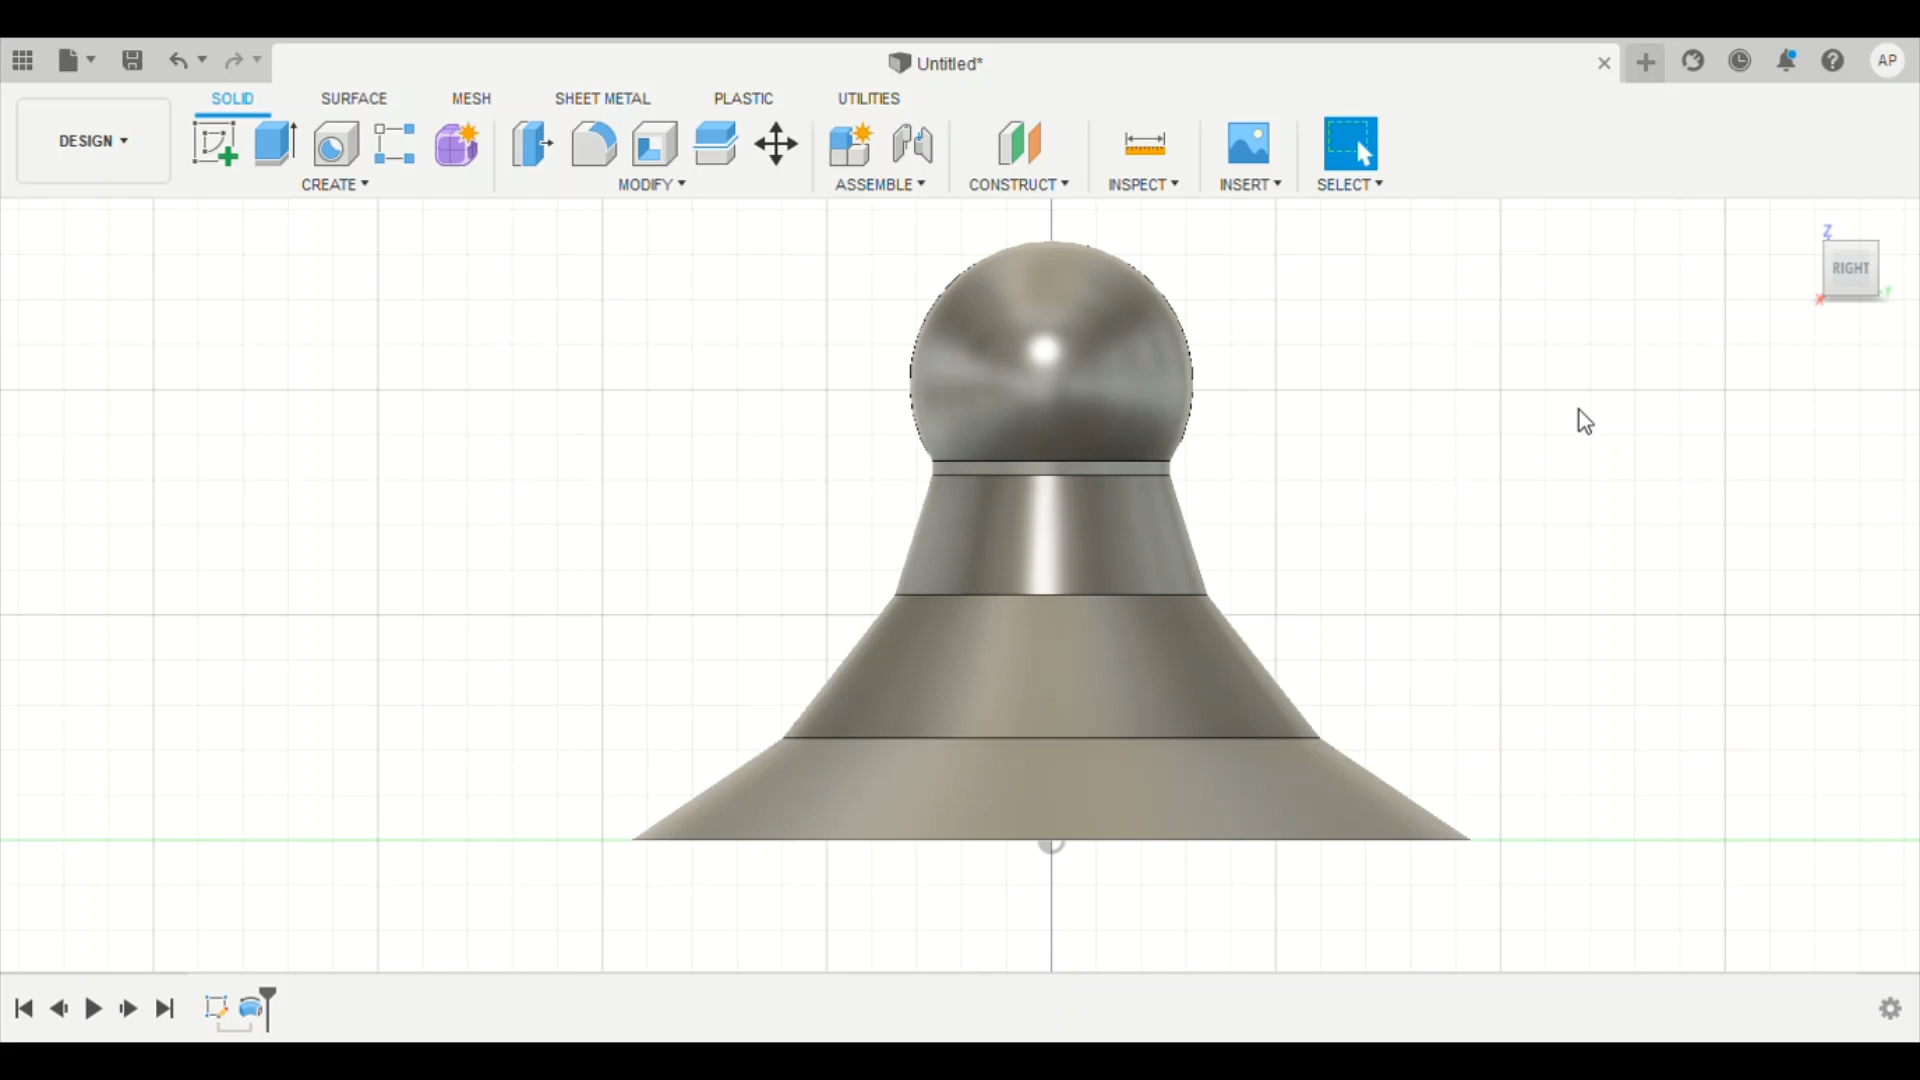 Untitled*
AP
SOLID SURFACE MESH SHEET METAL PLASTIC UTILITIES
DESIGN
CREATE MODIFY ASSEMBLE CONSTRUCT INSPECT INSERT SELECT
Z
RIGHT
X Y